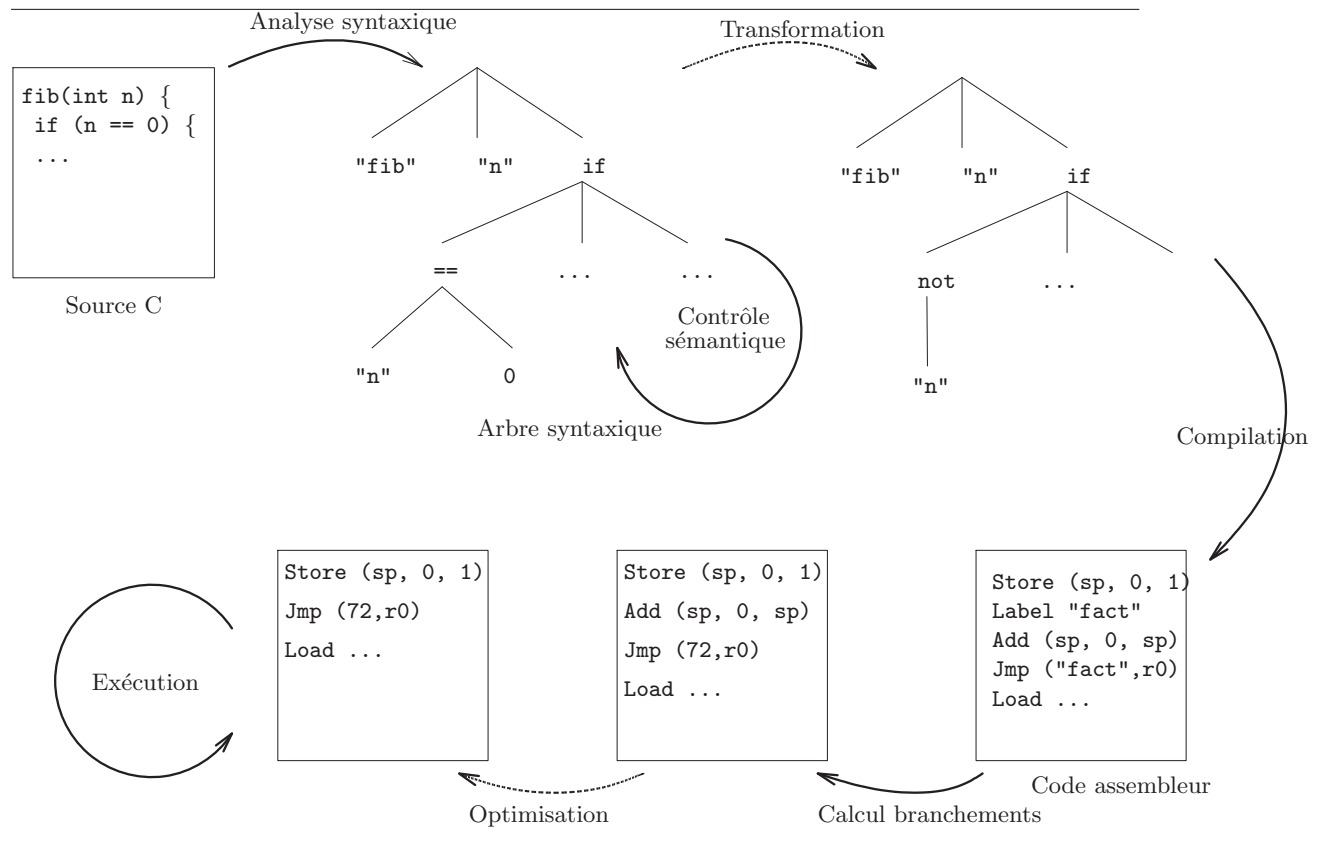 Analyse syntaxique
Transformation
fib(int n) {
if (n == 0) {
...
Source C
"fib" "n" if
== ... ...
"n" 0
Contrôle
sémantique
Arbre syntaxique
"fib" "n" if
not ...
"n"
Compilation
Store (sp, 0, 1)
Label "fact"
Add (sp, 0, sp)
Jmp ("fact",r0)
Load ...
Code assembleur
Calcul branchements
Store (sp, 0, 1)
Add (sp, 0, sp)
Jmp (72,r0)
Load ...
Optimisation
Store (sp, 0, 1)
Jmp (72,r0)
Load ...
Exécution